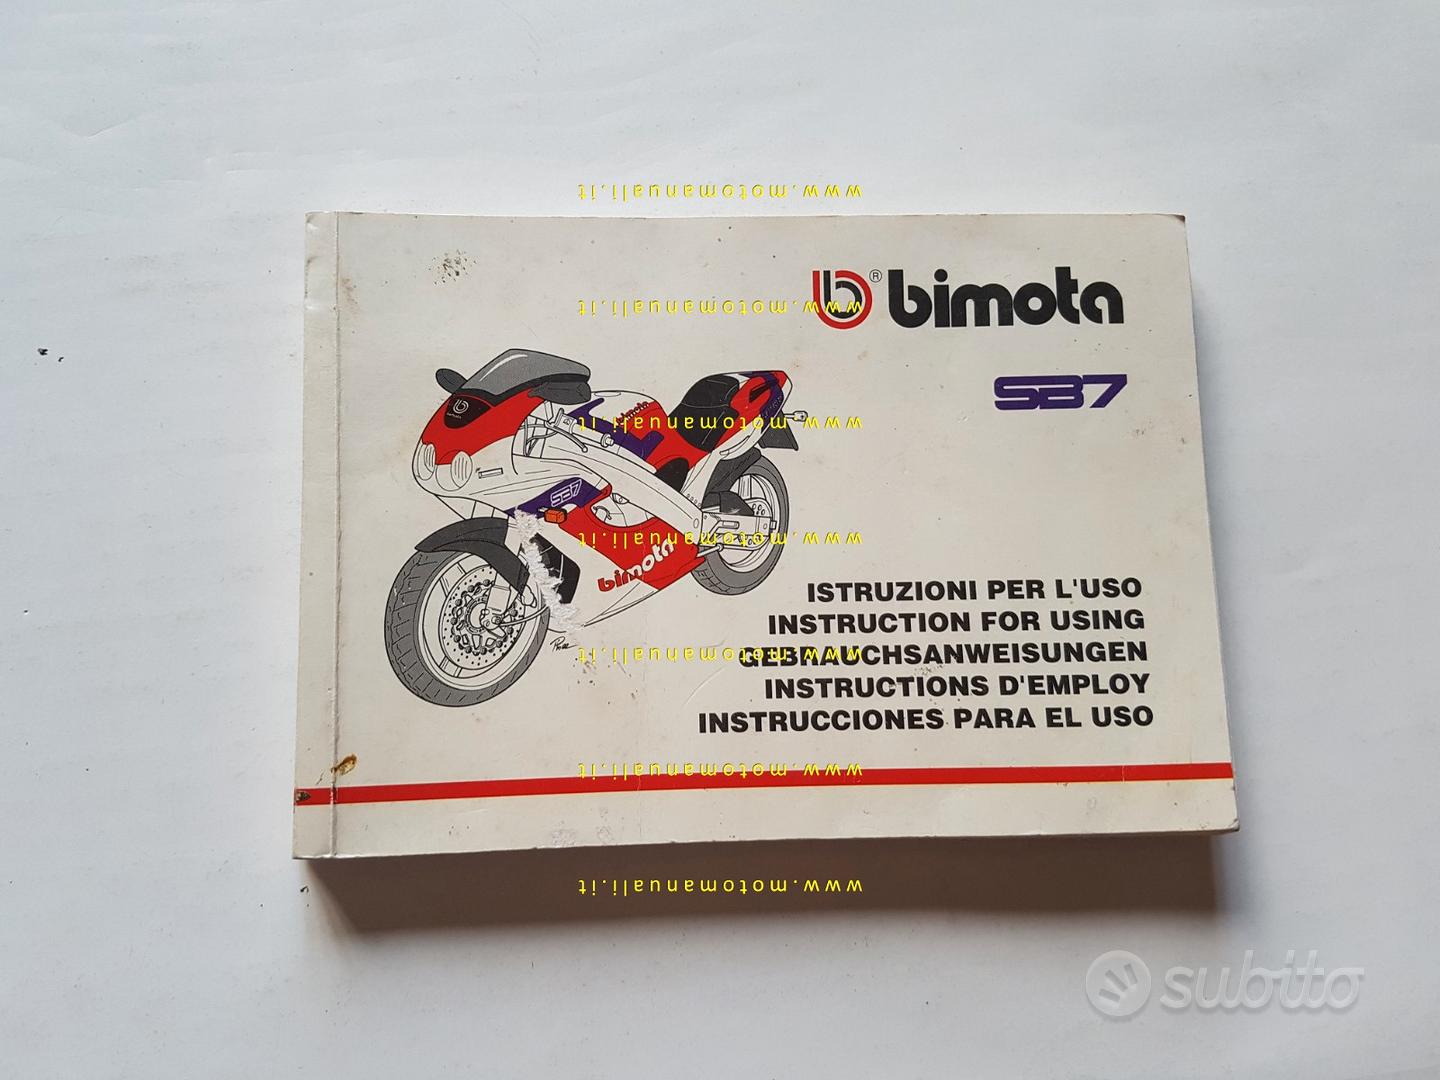 www.motomanuali.it
® bimota
www.motomanuali.it
SB7
bimota
www.motomanuali.it
SB7
www.motomanuali.it
bimota
ISTRUZIONI PER L'USO
INSTRUCTION FOR USING
GEBRAUCHSANWEISUNGEN
www.motomanuali.it
INSTRUCTIONS D'EMPLOY
INSTRUCCIONES PARA EL USO
www.motomanuali.it
www.motomanuali.it
subito